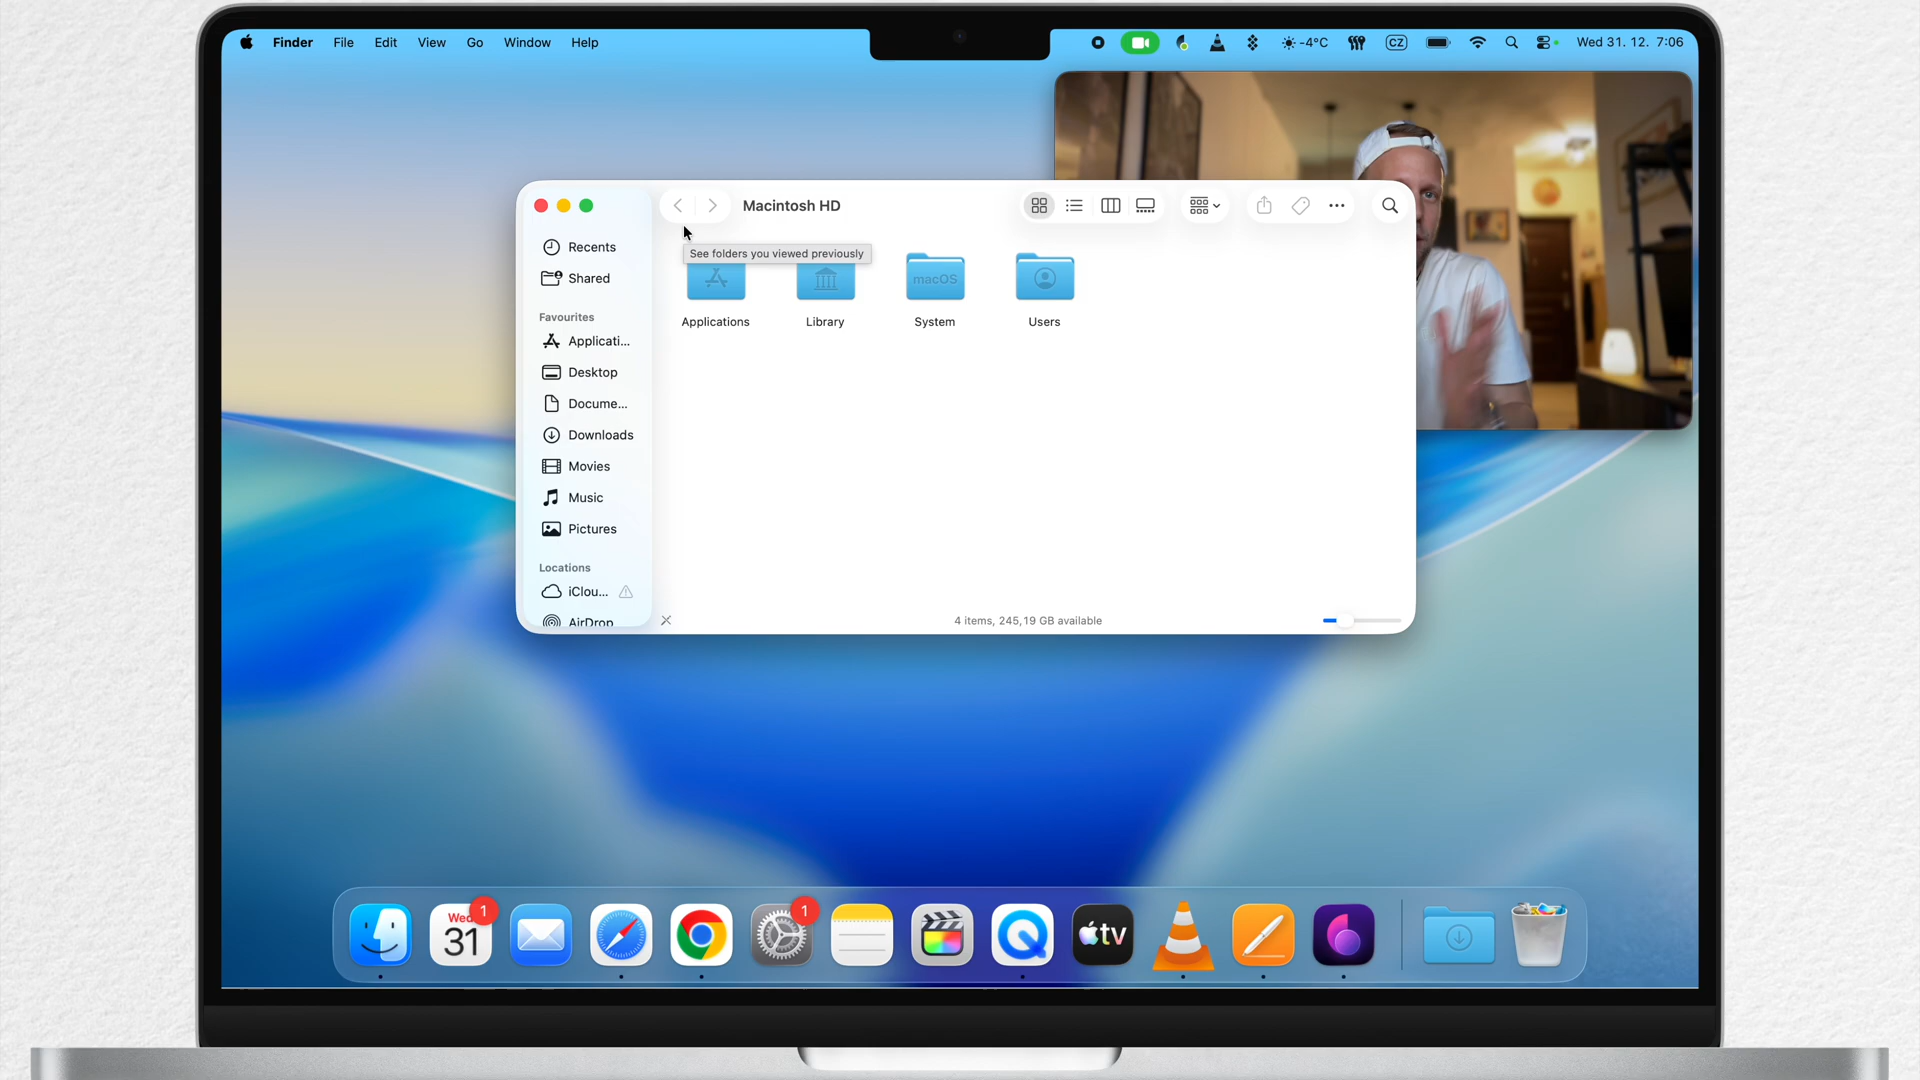 Finder File Edit View Go Window Help
-4°C CZ Wed 31. 12. 7:06
Macintosh HD
See folders you viewed previously
Recents
Shared
Favourites
Applicati...
Desktop
Docume...
Downloads
Movies
Music
Pictures
Locations
iClou...
AirDrop
macOS
Applications Library System Users
4 items, 245,19 GB available
Wed 1
31
1
tv